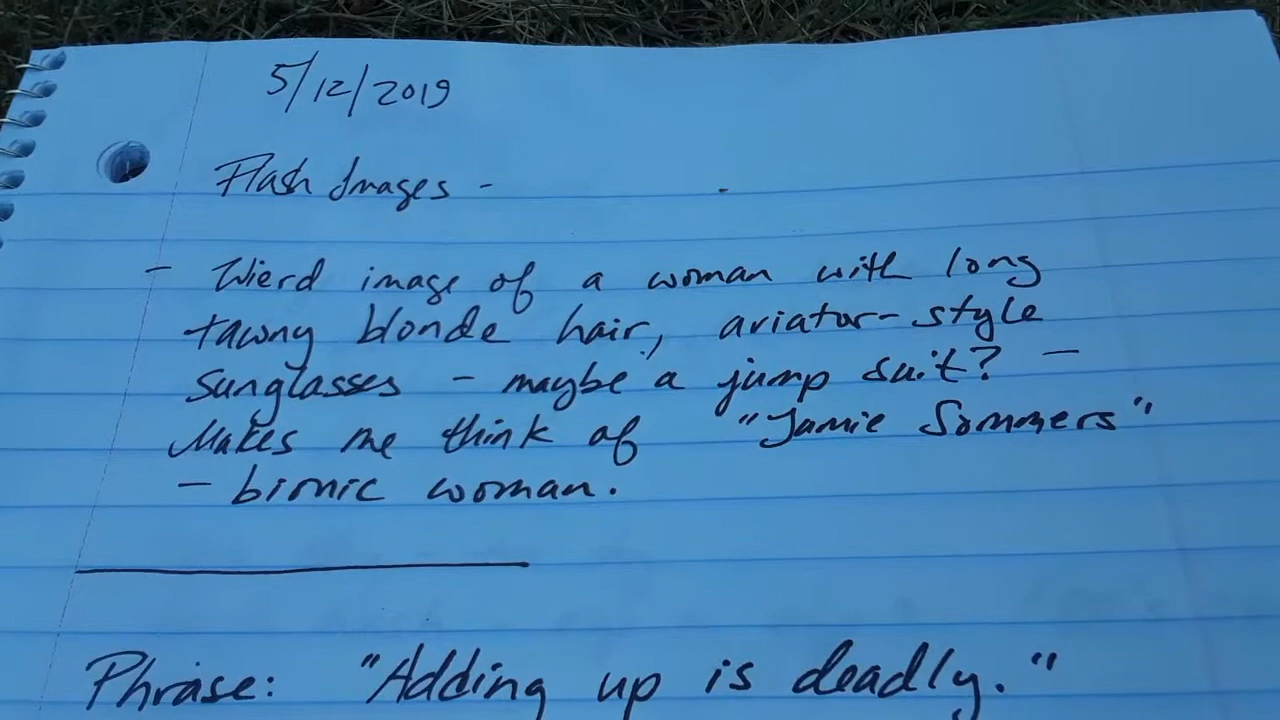 5/12/2019
Flash Images -
- Wierd image of a woman with long
tawny blonde hair, aviator-style
sunglasses - maybe a jump suit? -
Makes me think of "Jamie Sommers"
- bionic woman.
Phrase: "Adding up is deadly."